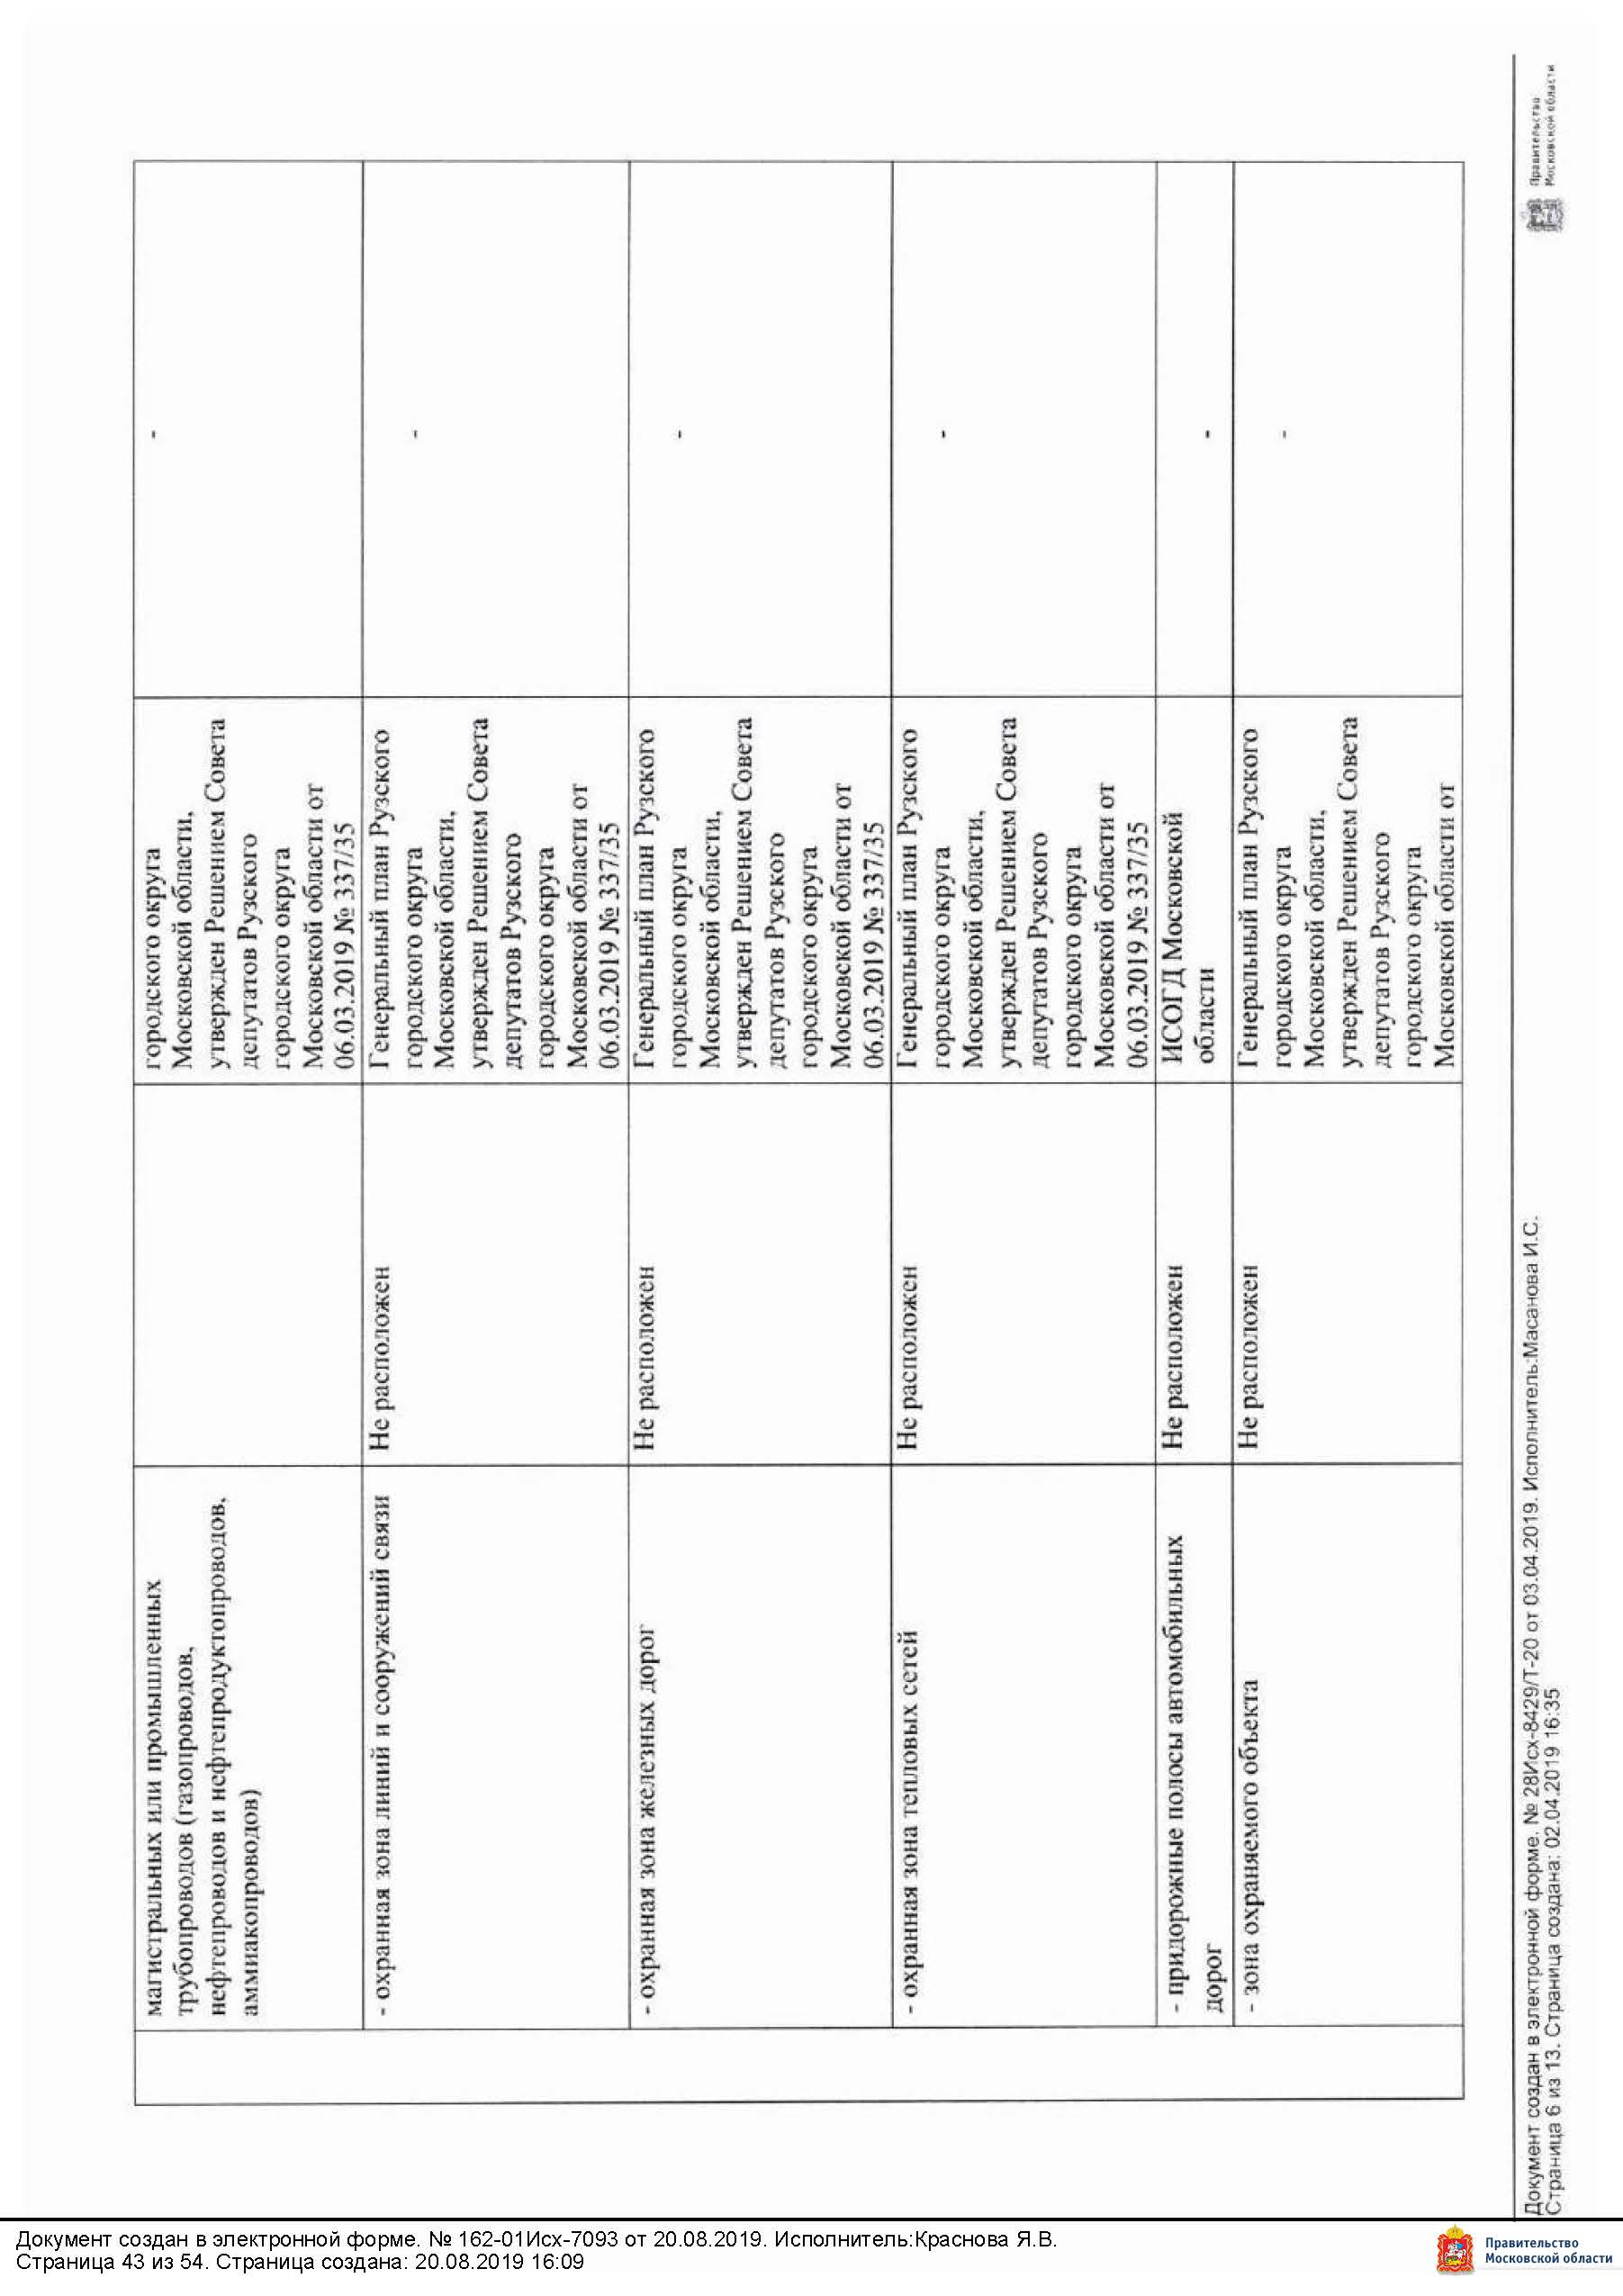 магистральных или промышленных
трубопроводов (газопроводов,
нефтепроводов и нефтепродуктопроводов,
аммиакопроводов)
городского округа
Московской области,
утвержден Решением Совета
депутатов Рузского
городского округа
Московской области от
06.03.2019 № 337/35
-
- охранная зона линий и сооружений связи
Не расположен
Генеральный план Рузского
городского округа
Московской области,
утвержден Решением Совета
депутатов Рузского
городского округа
Московской области от
06.03.2019 № 337/35
-
- охранная зона железных дорог
Не расположен
Генеральный план Рузского
городского округа
Московской области,
утвержден Решением Совета
депутатов Рузского
городского округа
Московской области от
06.03.2019 № 337/35
-
- охранная зона тепловых сетей
Не расположен
Генеральный план Рузского
городского округа
Московской области,
утвержден Решением Совета
депутатов Рузского
городского округа
Московской области от
06.03.2019 № 337/35
-
- придорожные полосы автомобильных
дорог
Не расположен
ИСОГД Московской
области
-
- зона охраняемого объекта
Не расположен
Генеральный план Рузского
городского округа
Московской области,
утвержден Решением Совета
депутатов Рузского
городского округа
Московской области от
-
Документ создан в электронной форме. № 28Исх-8429/Т-20 от 03.04.2019. Исполнитель:Масанова И.С.
Страница 6 из 13. Страница создана: 02.04.2019 16:35
Правительство
Московской области
Документ создан в электронной форме. № 162-01Исх-7093 от 20.08.2019. Исполнитель:Краснова Я.В.
Страница 43 из 54. Страница создана: 20.08.2019 16:09
Правительство
Московской области